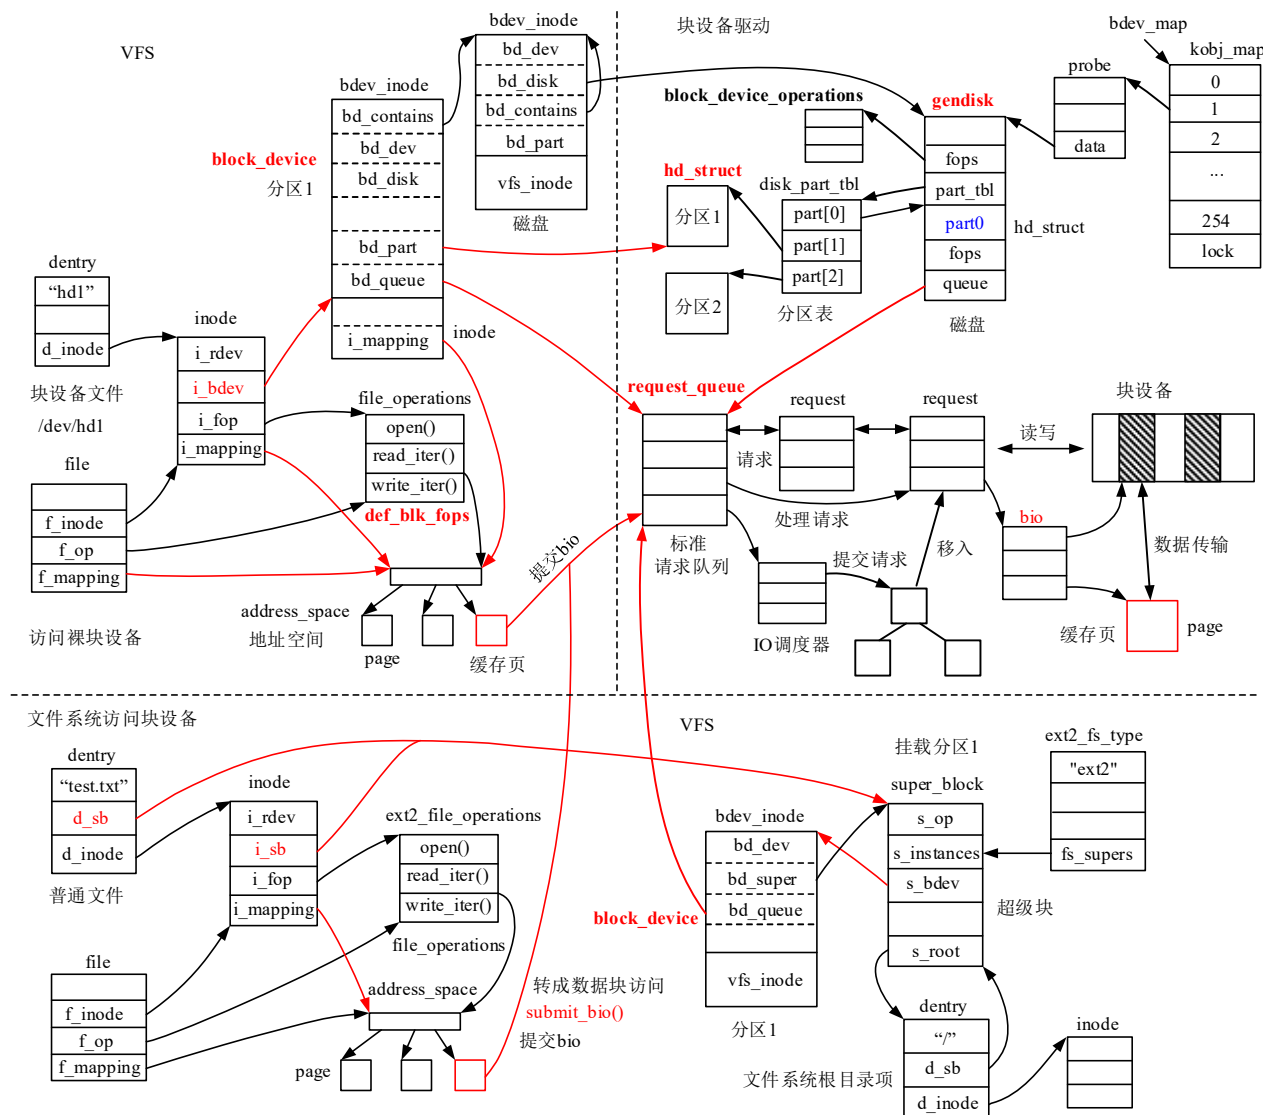 VFS
bdev_inode
bd_dev
bd_disk
bd_contains
bd_part
vfs_inode
磁盘
bdev_inode
bd_contains
bd_dev
bd_disk
bd_part
bd_queue
i_mapping
block_device
分区1
inode
dentry
“hd1”
d_inode
块设备文件
/dev/hd1
inode
i_rdev
i_bdev
i_fop
i_mapping
file_operations
open()
read_iter()
write_iter()
def_blk_fops
file
f_inode
f_op
f_mapping
访问裸块设备
address_space
地址空间
page
缓存页
提交bio
块设备驱动
bdev_map
kobj_map
0
1
2
...
254
lock
probe
data
block_device_operations
gendisk
fops
part_tbl
part0
fops
queue
磁盘
hd_struct
hd_struct
分区1
分区2
disk_part_tbl
part[0]
part[1]
part[2]
分区表
request_queue
标准
请求队列
request
请求
request
处理请求
读写
块设备
提交请求
移入
IO调度器
bio
数据传输
缓存页
page
文件系统访问块设备
dentry
“test.txt”
d_sb
d_inode
普通文件
inode
i_rdev
i_sb
i_fop
i_mapping
ext2_file_operations
open()
read_iter()
write_iter()
file_operations
file
f_inode
f_op
f_mapping
address_space
page
转成数据块访问
submit_bio()
提交bio
VFS
bdev_inode
bd_dev
bd_super
bd_queue
vfs_inode
block_device
分区1
挂载分区1
super_block
s_op
s_instances
s_bdev
s_root
超级块
ext2_fs_type
"ext2"
fs_supers
dentry
“/”
d_sb
d_inode
文件系统根目录项
inode